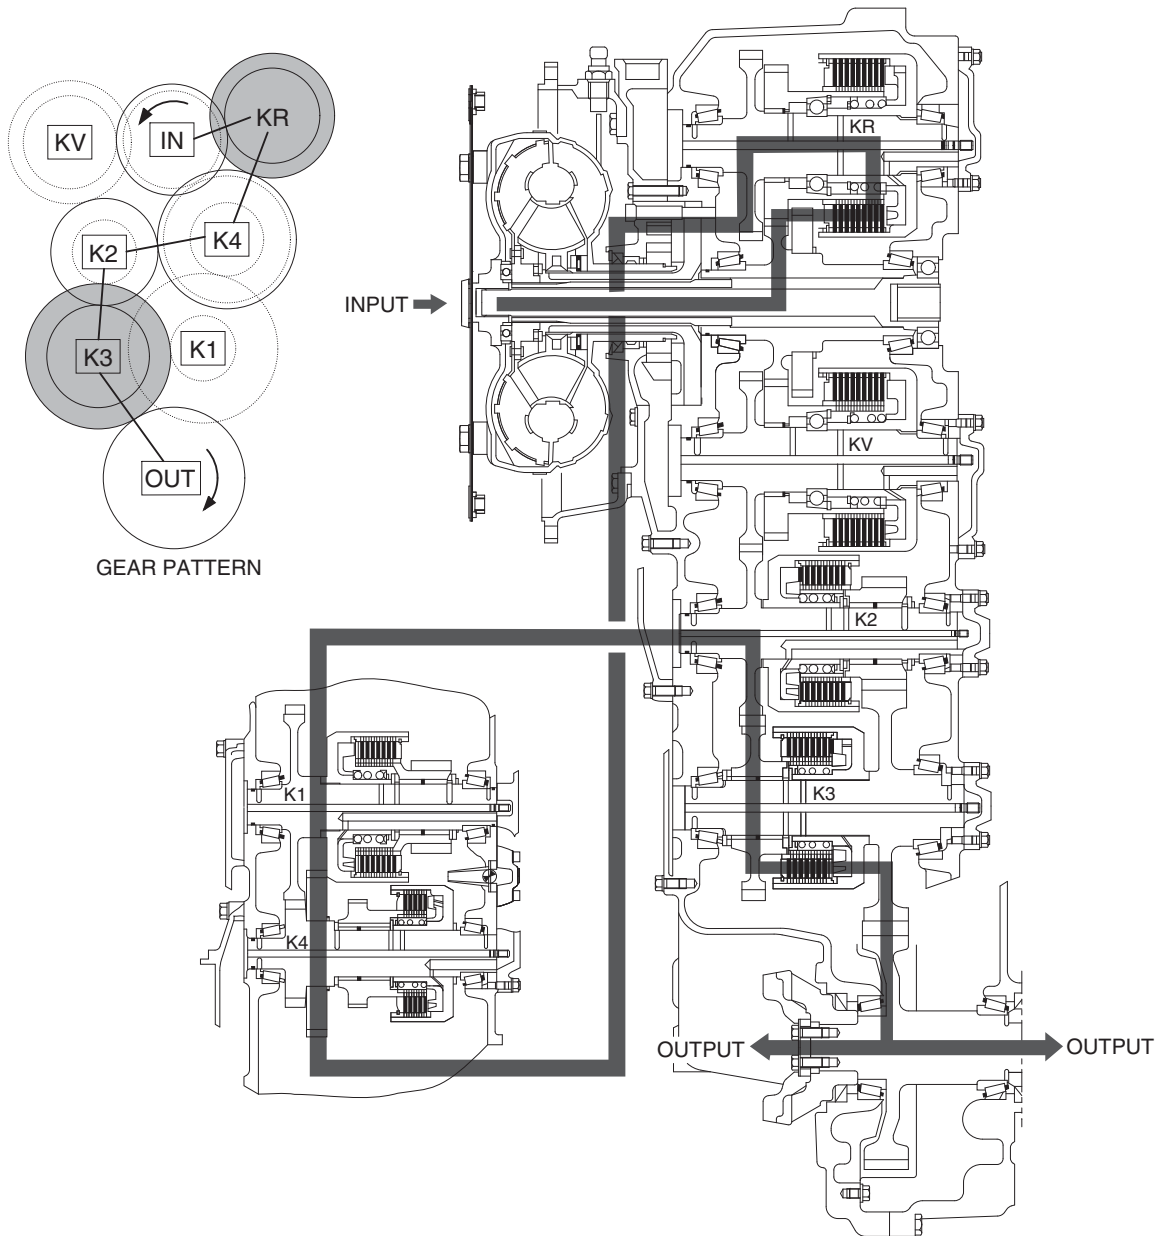 KV
IN
KR
K2
K4
K3
K1
OUT
GEAR PATTERN
KR
INPUT
KV
K2
K1
K3
K4
OUTPUT
OUTPUT